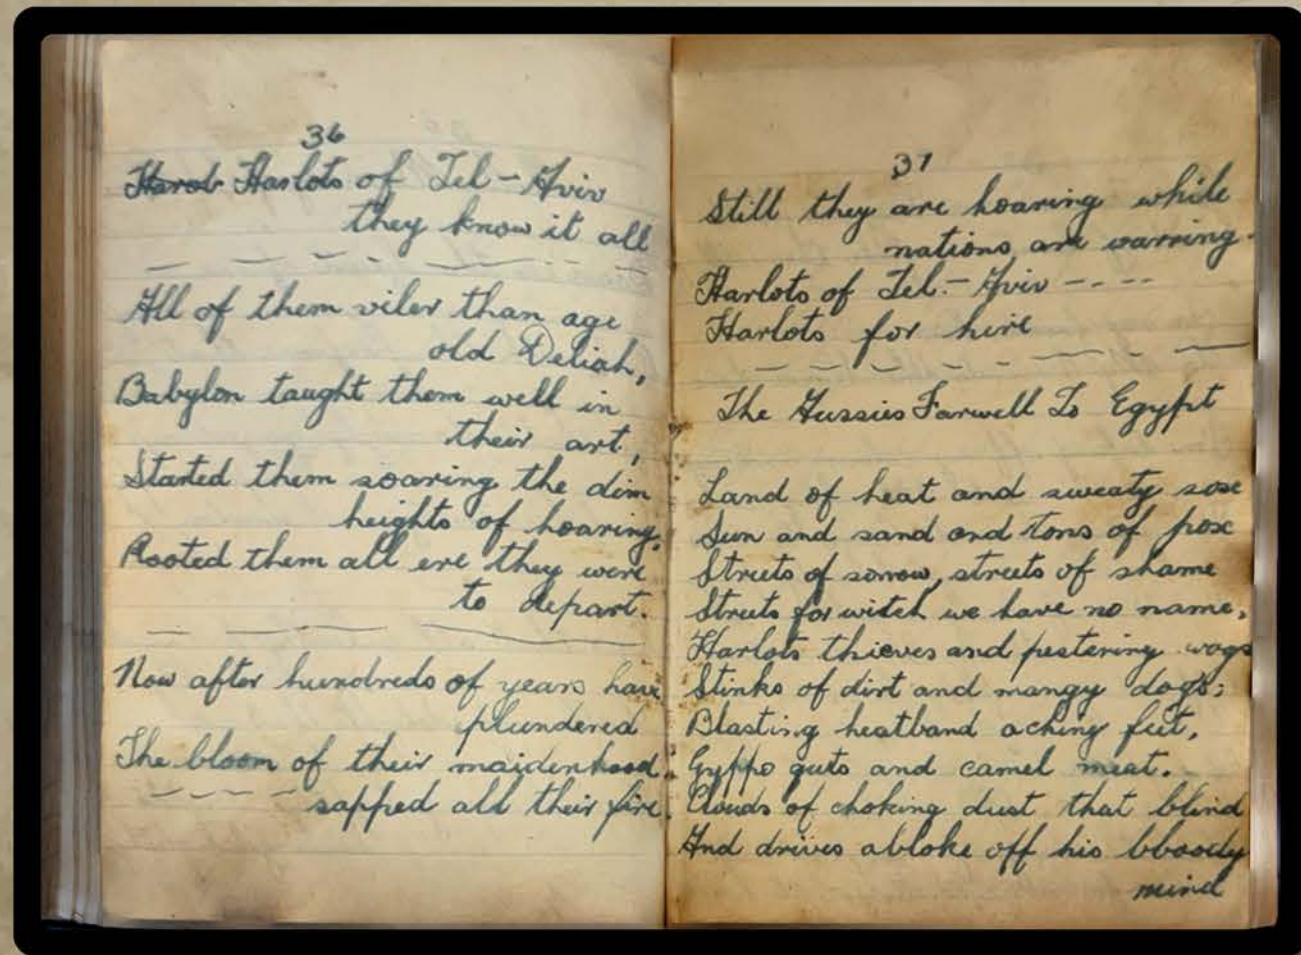 36
Harob Harlots of Tel-Aviv
they know it all
All of them viler than age
old Deliah,
Babylon taught them well in
their art,
Started them soaring the dim
heights of hoaring.
Rooted them all ere they were
to depart.
Now after hundreds of years have
plundered
The bloom of their maidenhood
sapped all their fire.
37
Still they are hoaring while
nations are warring.
Harlots of Tel-Aviv ----
Harlots for hire
The Hussies Farwell To Egypt
Land of heat and sweaty sox
Sun and sand and tons of pox
Streets of sorrow, streets of shame
Streets for witch we have no name,
Harlots thieves and pestering wogs
Stinks of dirt and mangy dogs;
Blasting heatband aching feet,
Gyppo guts and camel meat.
Clouds of choking dust that blind
And drives abloke off his bboody
mind